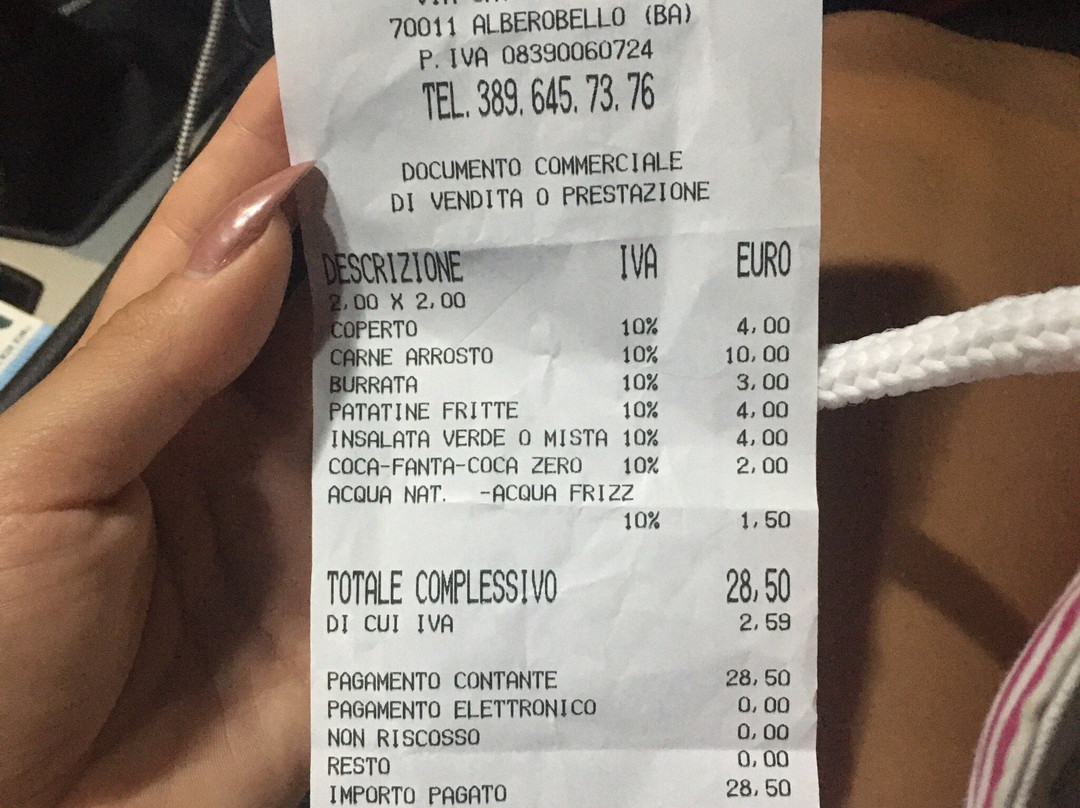 70011 ALBEROBELLO (BA)
P. IVA 08390060724
TEL. 389.645.73.76
DOCUMENTO COMMERCIALE
DI VENDITA O PRESTAZIONE
DESCRIZIONE IVA EURO
2,00 X 2,00
COPERTO 10% 4,00
CARNE ARROSTO 10% 10,00
BURRATA 10% 3,00
PATATINE FRITTE 10% 4,00
INSALATA VERDE O MISTA 10% 4,00
COCA-FANTA-COCA ZERO 10% 2,00
ACQUA NAT. -ACQUA FRIZZ
10% 1,50
TOTALE COMPLESSIVO 28,50
DI CUI IVA 2,59
PAGAMENTO CONTANTE 28,50
PAGAMENTO ELETTRONICO 0,00
NON RISCOSSO 0,00
RESTO 0,00
IMPORTO PAGATO 28,50